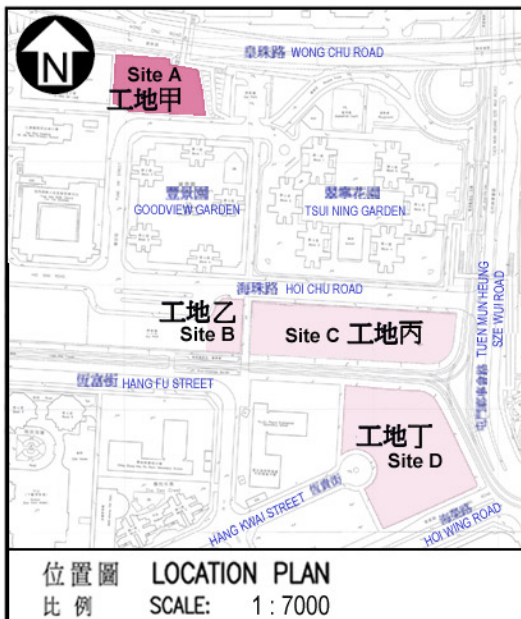 N
皇珠路 WONG CHU ROAD
Site A
工地甲
豐景園
GOODVIEW GARDEN
翠寧花園
TSUI NING GARDEN
海珠路 HOI CHU ROAD
工地乙
Site B
Site C 工地丙
屯門鄉事會路 TUEN MUN HEUNG
SZE WUI ROAD
恆富街 HANG FU STREET
工地丁
Site D
HANG KWAI STREET 恆貴街
海榮路
HOI WING ROAD
位置圖 LOCATION PLAN
比例 SCALE: 1 : 7000